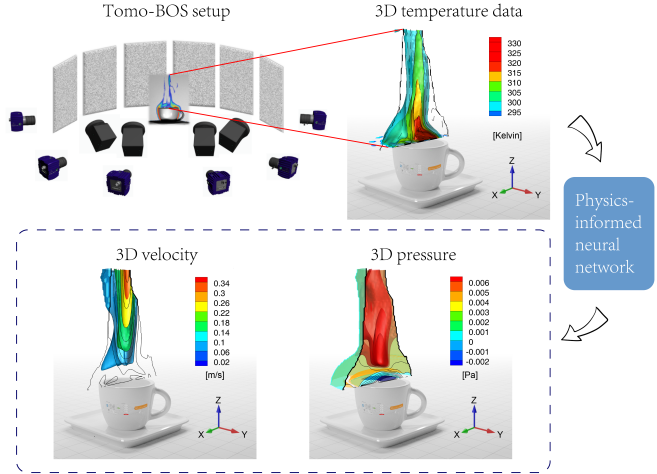 Tomo-BOS setup
3D temperature data
330
325
320
315
310
305
300
295
[Kelvin]
Z
X
Y
Physics-
informed
neural
network
3D velocity
0.34
0.3
0.26
0.22
0.18
0.14
0.1
0.06
0.02
[m/s]
Z
X
Y
3D pressure
0.006
0.005
0.004
0.003
0.002
0.001
0
-0.001
-0.002
[Pa]
Z
X
Y